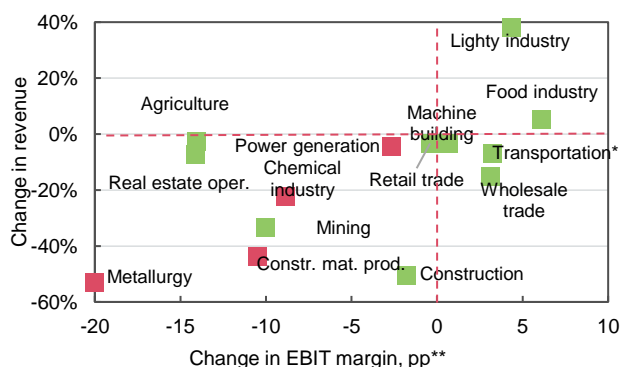 40%
Lighty industry
20%
Food industry
Agriculture
Machine
building
0%
Power generation
Transportation*
Chemical
industry
Retail trade
Real estate oper.
Wholesale
trade
-20%
Mining
-40%
Constr. mat. prod.
Construction
Metallurgy
-60%
-20
-15
-10
-5
0
5
10
Change in revenue
Change in EBIT margin, pp**